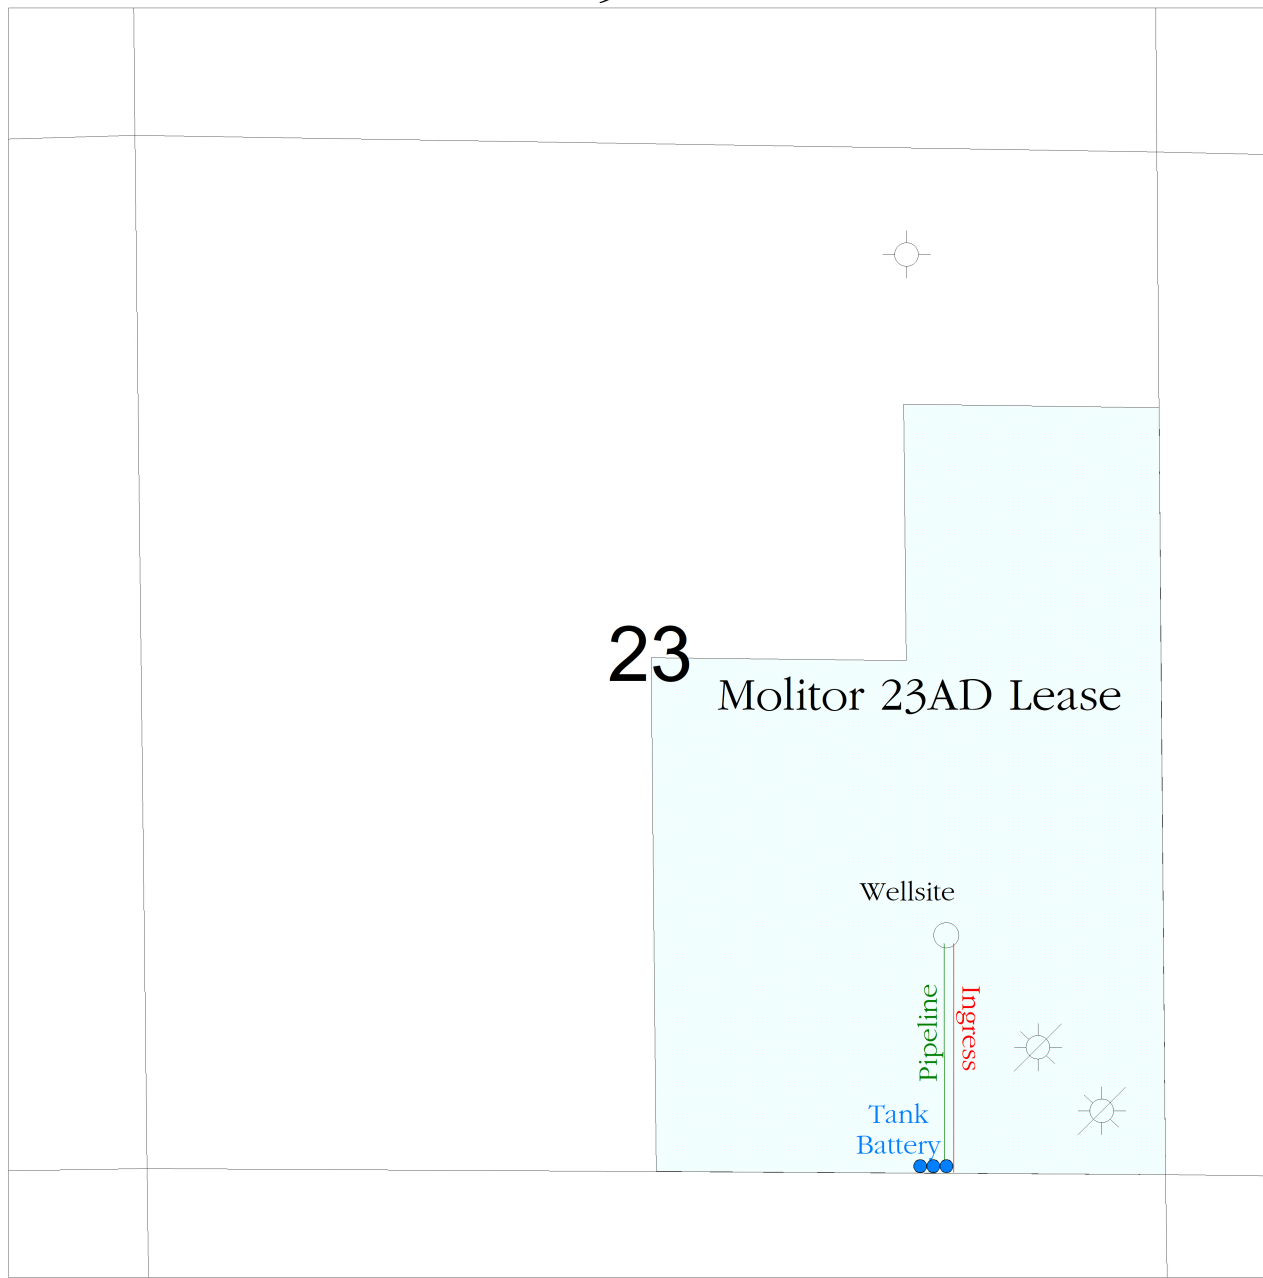 23
Molitor 23AD Lease
Wellsite
Pipeline
Ingress
Tank
Battery